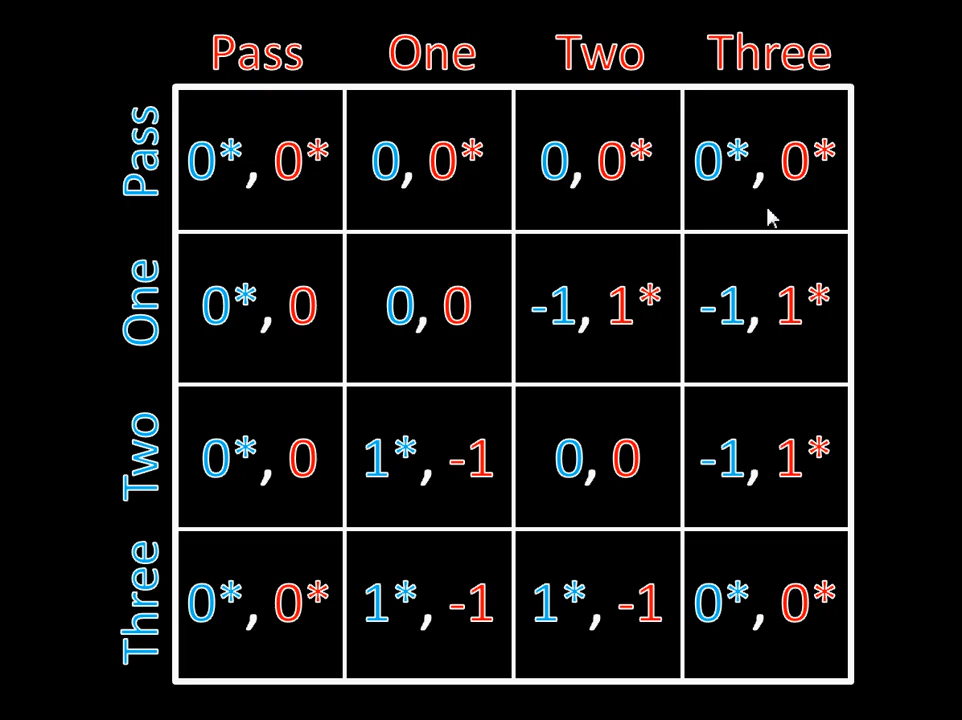 Pass One Two Three
Pass 0*, 0* 0, 0* 0, 0* 0*, 0*
One 0*, 0 0, 0 -1, 1* -1, 1*
Two 0*, 0 1*, -1 0, 0 -1, 1*
Three 0*, 0* 1*, -1 1*, -1 0*, 0*